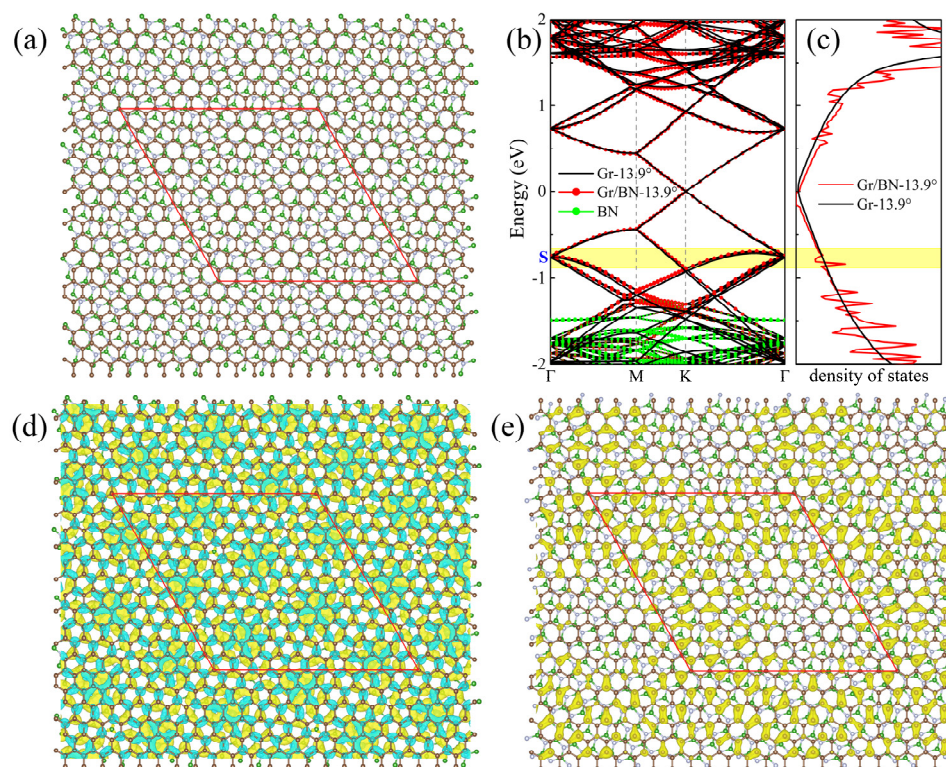 (a)
(b)
(c)
2
1
0
-1
-2
Energy (eV)
S
Gr-13.9°
Gr/BN-13.9°
BN
Γ M K Γ
Gr/BN-13.9°
Gr-13.9°
density of states
(d)
(e)